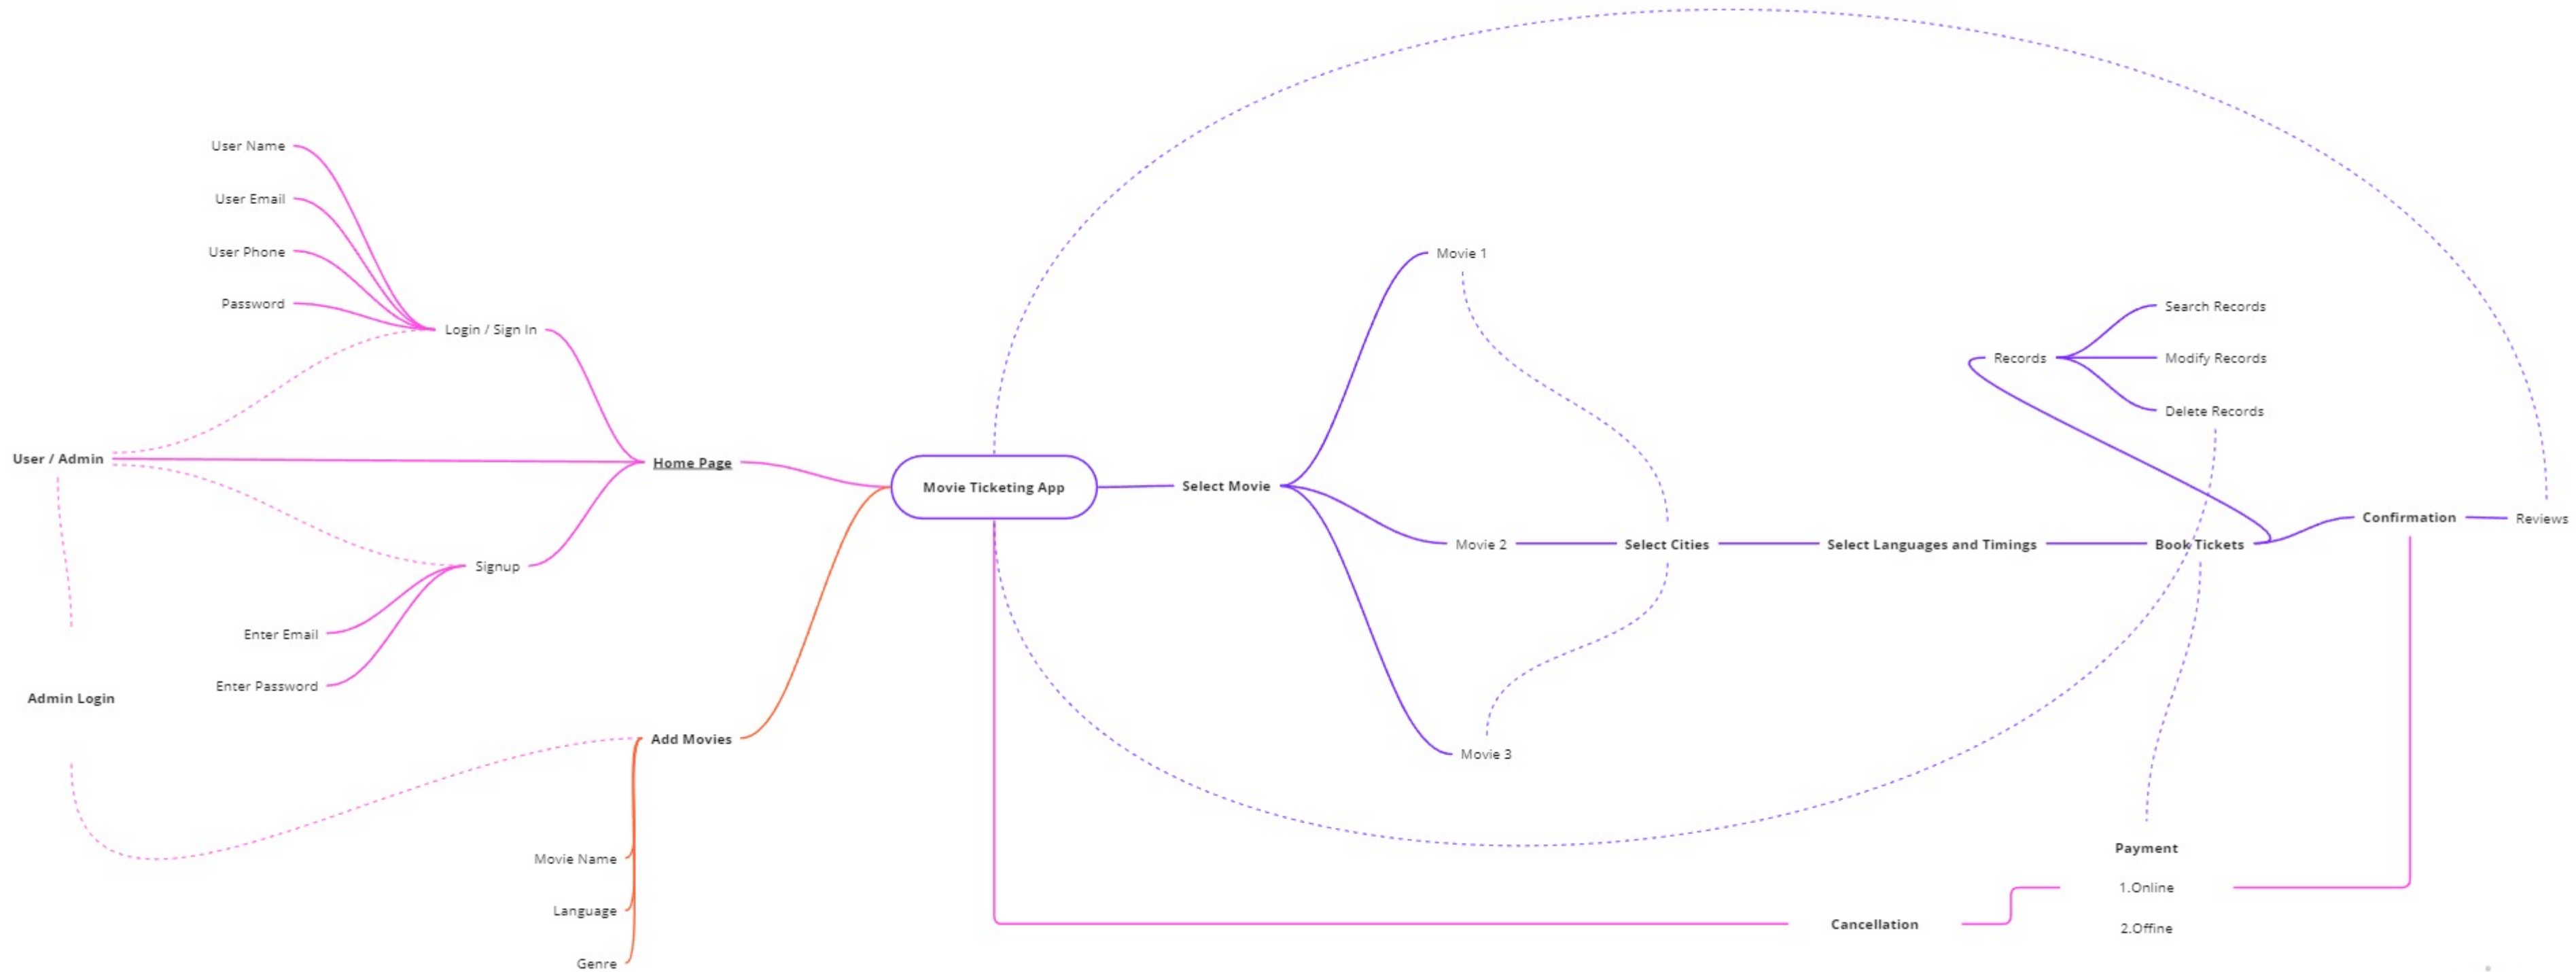 User Name
User Email
User Phone
Password
Login / Sign In
User / Admin
Home Page
Signup
Enter Email
Enter Password
Admin Login
Add Movies
Movie Name
Language
Genre
Movie Ticketing App
Select Movie
Movie 1
Movie 2
Movie 3
Select Cities
Select Languages and Timings
Book Tickets
Records
Search Records
Modify Records
Delete Records
Confirmation
Reviews
Payment
1.Online
2.Offine
Cancellation